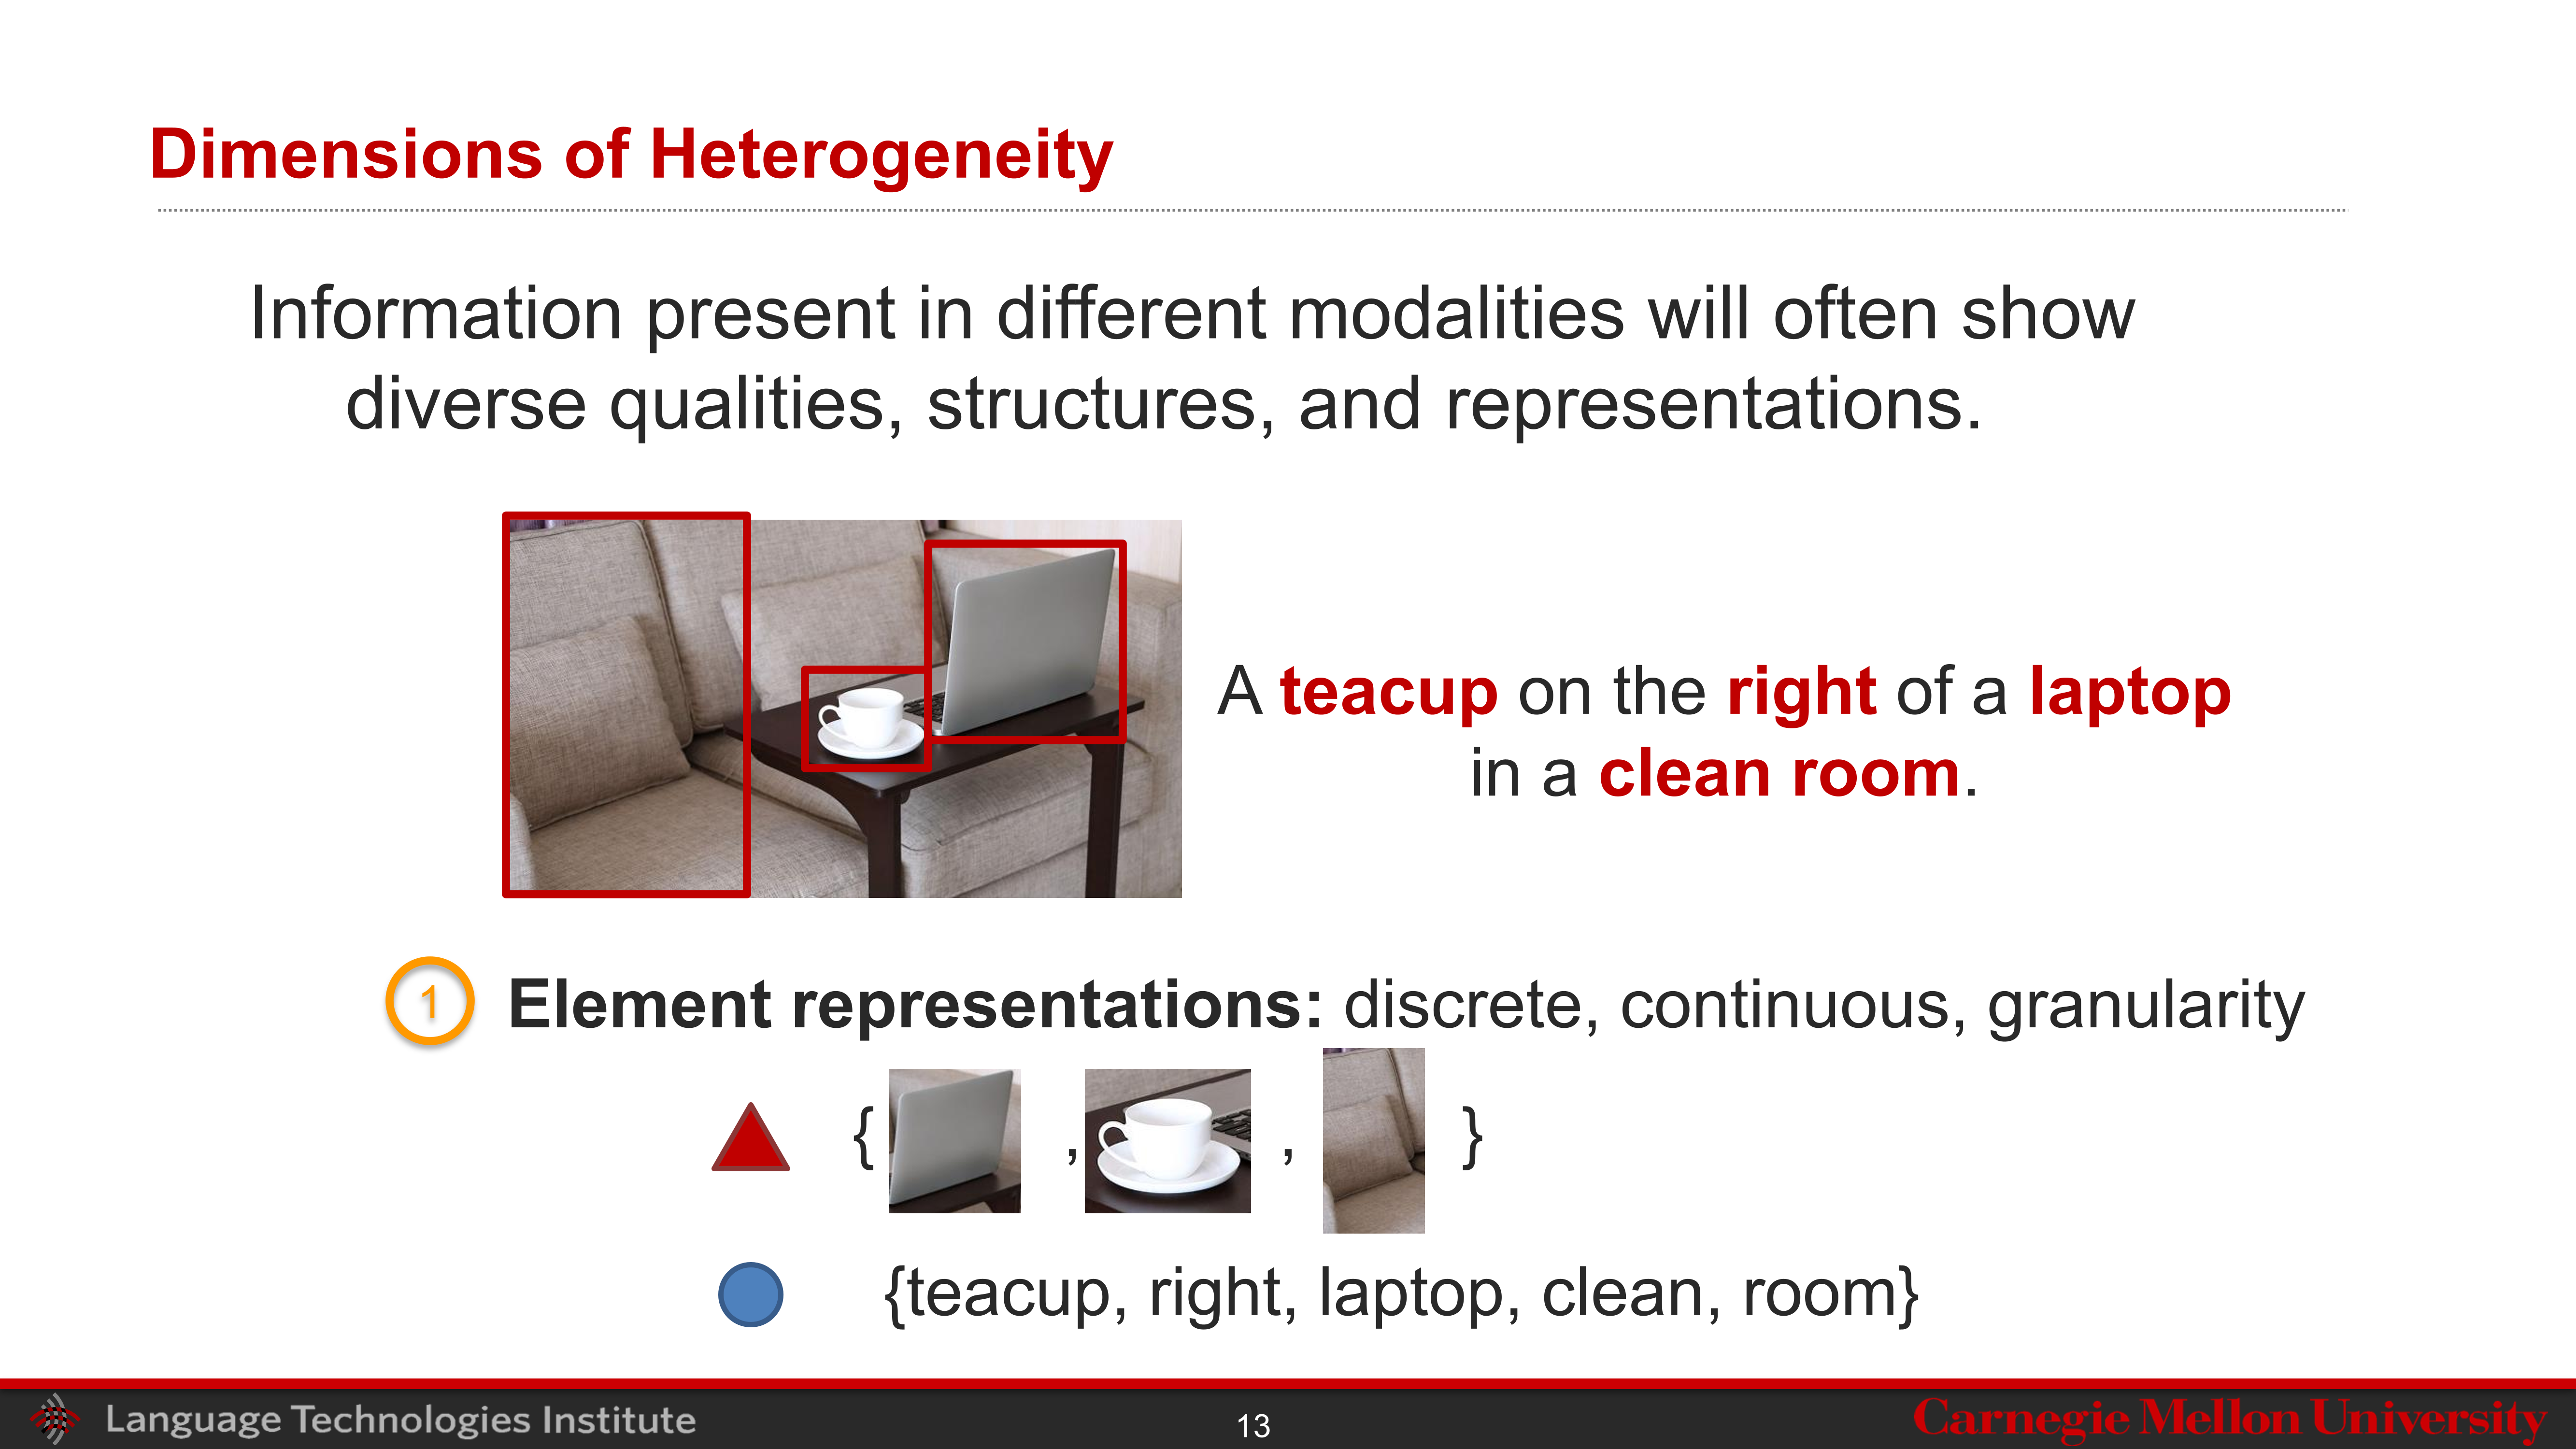 Dimensions of Heterogeneity
Information present in different modalities will often show
diverse qualities, structures, and representations.
A teacup on the right of a laptop
in a clean room.
1 Element representations: discrete, continuous, granularity
{ , , }
{teacup, right, laptop, clean, room}
Language Technologies Institute
13
Carnegie Mellon University